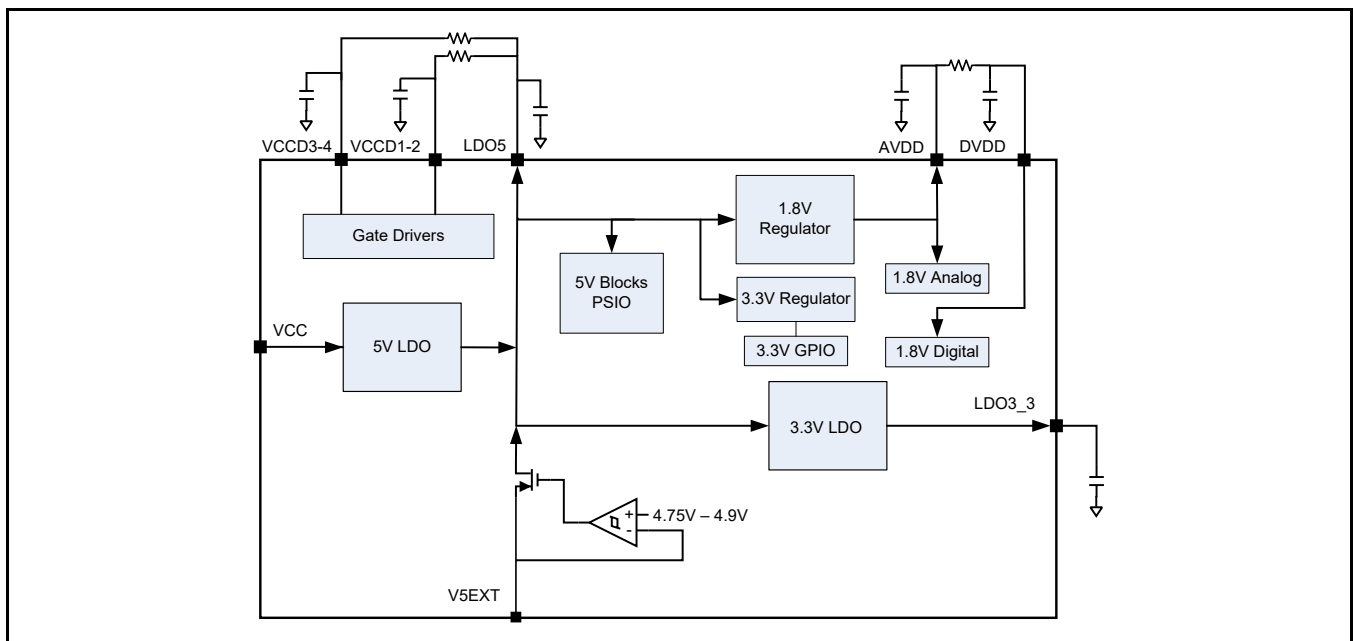 VCCD3-4
VCCD1-2
LDO5
AVDD
DVDD
Gate Drivers
1.8V
Regulator
5V Blocks
PSIO
1.8V Analog
3.3V Regulator
VCC
5V LDO
3.3V GPIO
1.8V Digital
LDO3_3
3.3V LDO
+
4.75V – 4.9V
-
V5EXT